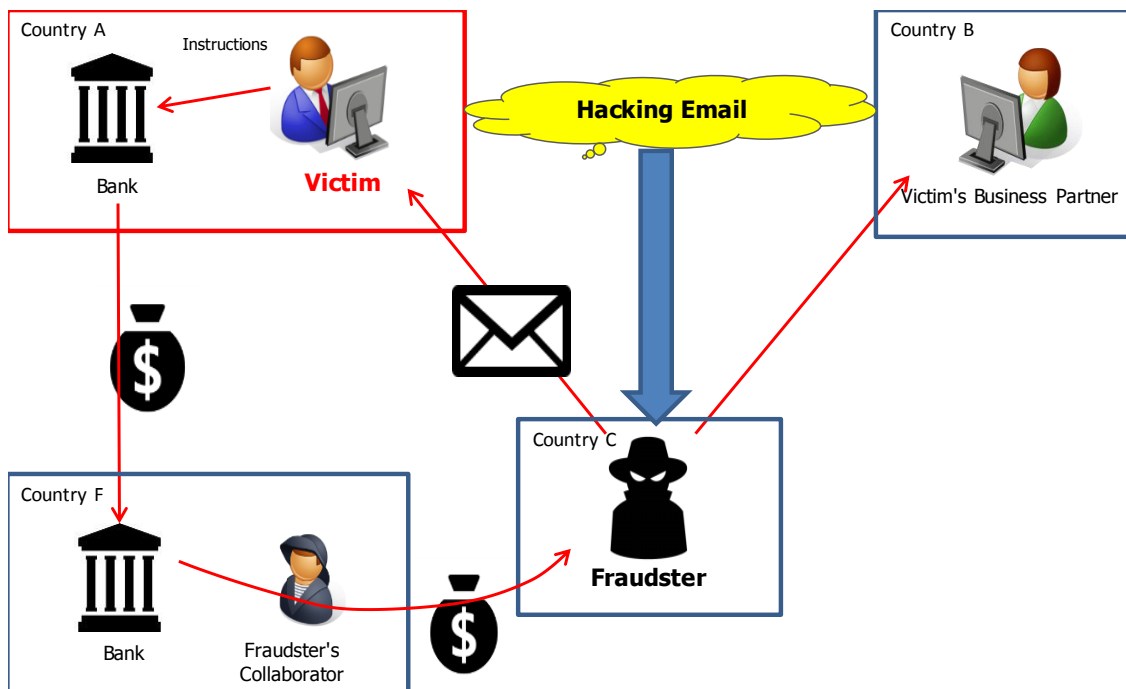 Country A
Instructions
Bank
Victim
Hacking Email
Country B
Victim's Business Partner
$
Country C
Fraudster
Country F
Bank
Fraudster's
Collaborator
$